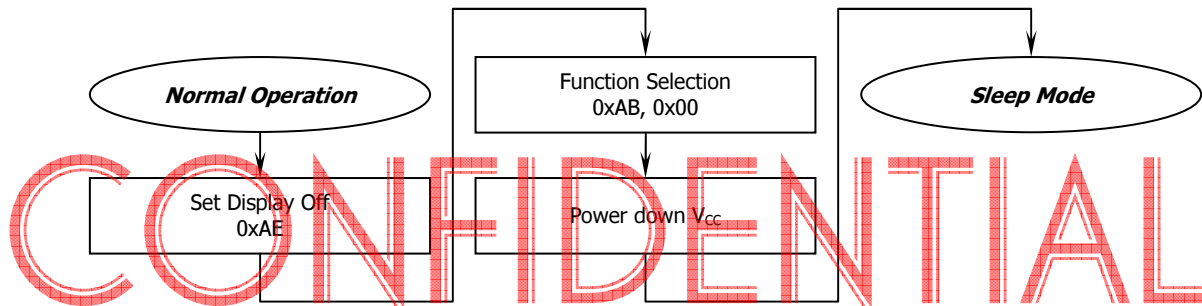 Normal Operation
Set Display Off
0xAE
Function Selection
0xAB, 0x00
Power down VCC
Sleep Mode
CONFIDENTIAL